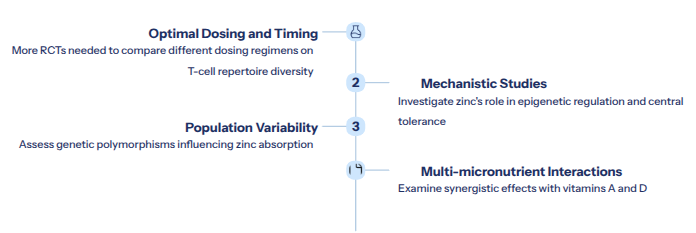 Optimal Dosing and Timing
More RCTs needed to compare different dosing regimens on
T-cell repertoire diversity
2
Mechanistic Studies
Investigate zinc's role in epigenetic regulation and central
tolerance
3
Population Variability
Assess genetic polymorphisms influencing zinc absorption
Multi-micronutrient Interactions
Examine synergistic effects with vitamins A and D